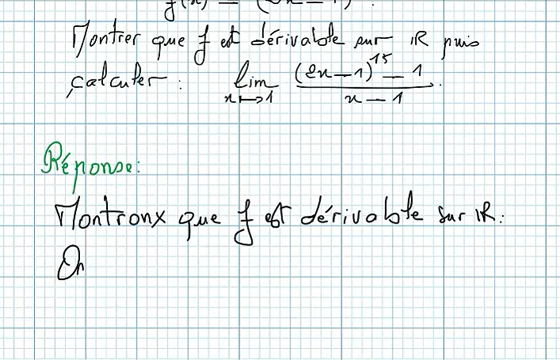 Montrer que f est dérivable sur IR puis
calculer : lim x↦1 ((2x-1)^15 - 1)/(x-1)
Réponse:
Montronx que f est dérivable sur IR:
On